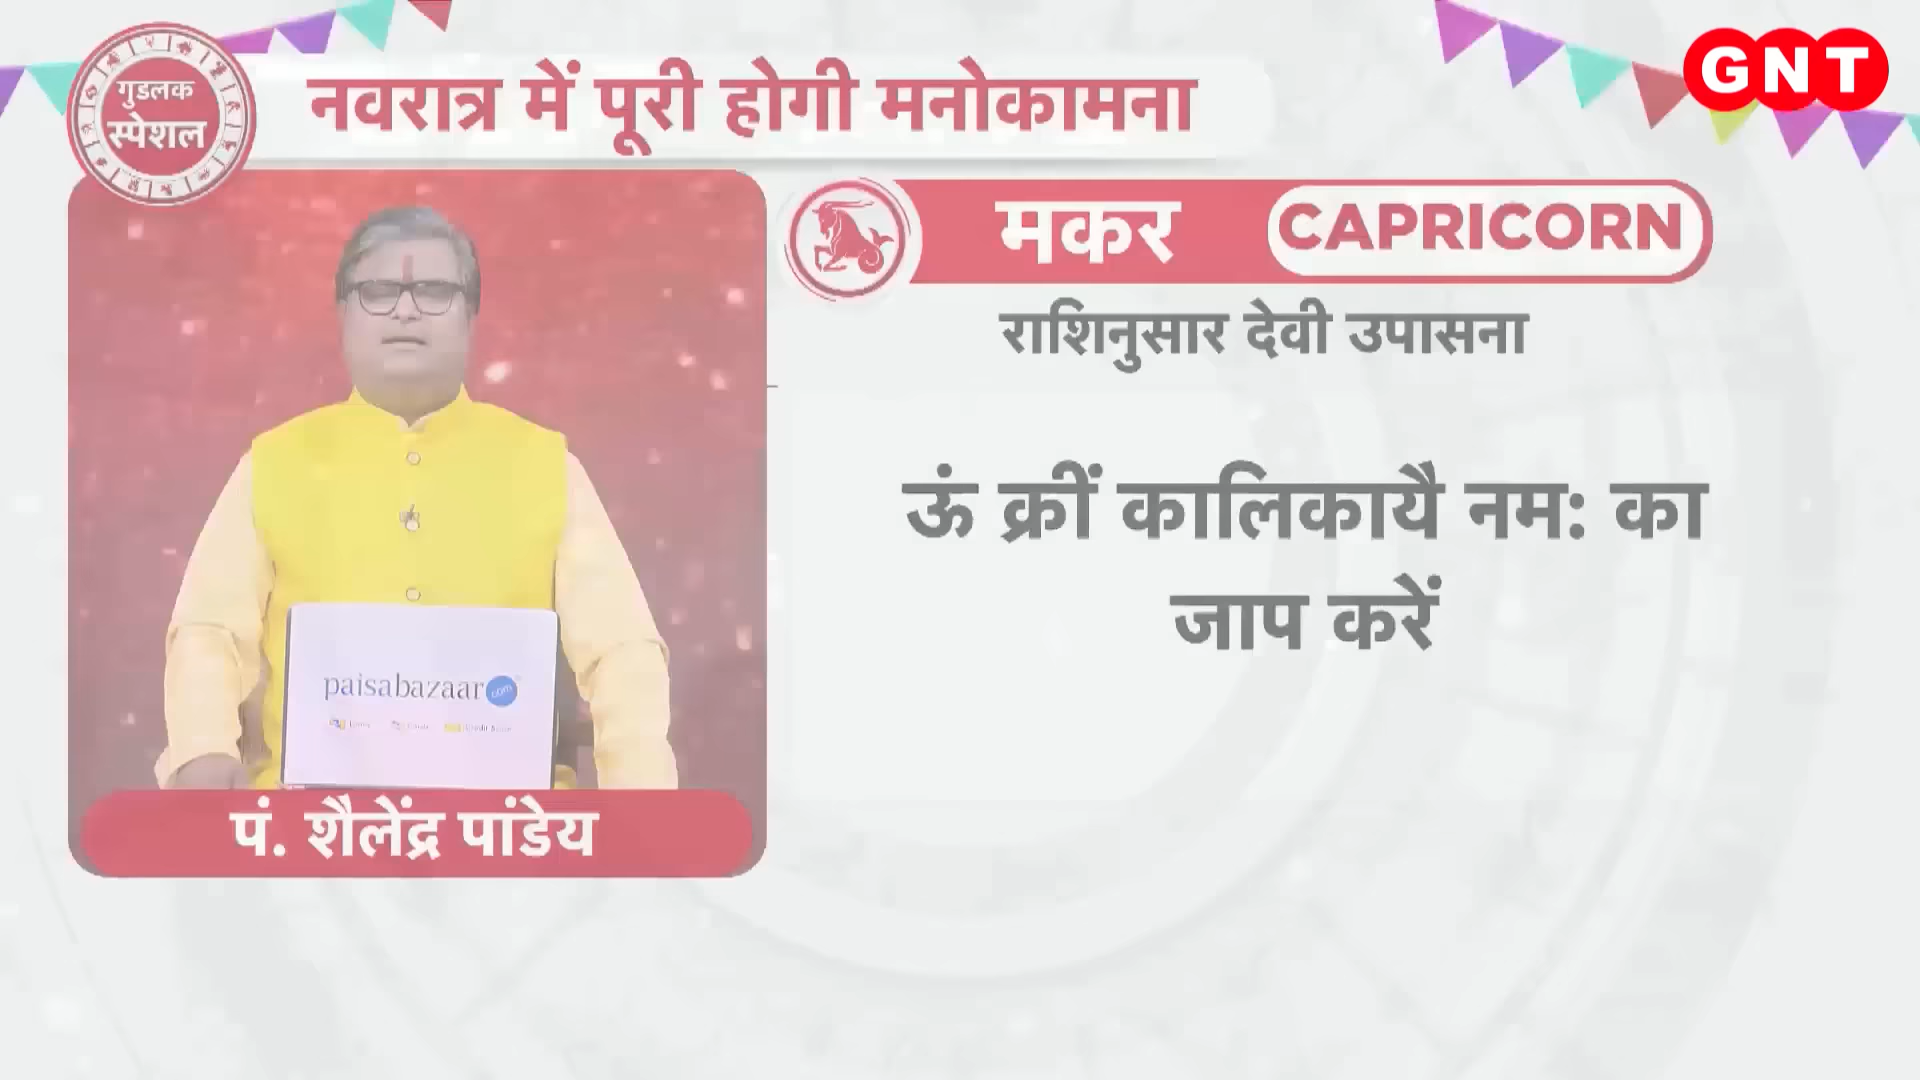 गुडलक
स्पेशल
नवरात्र में पूरी होगी मनोकामना
GNT
मकर
CAPRICORN
राशिनुसार देवी उपासना
ऊं क्रीं कालिकायै नम: का
जाप करें
paisabazaar.com
पं. शैलेंद्र पांडेय